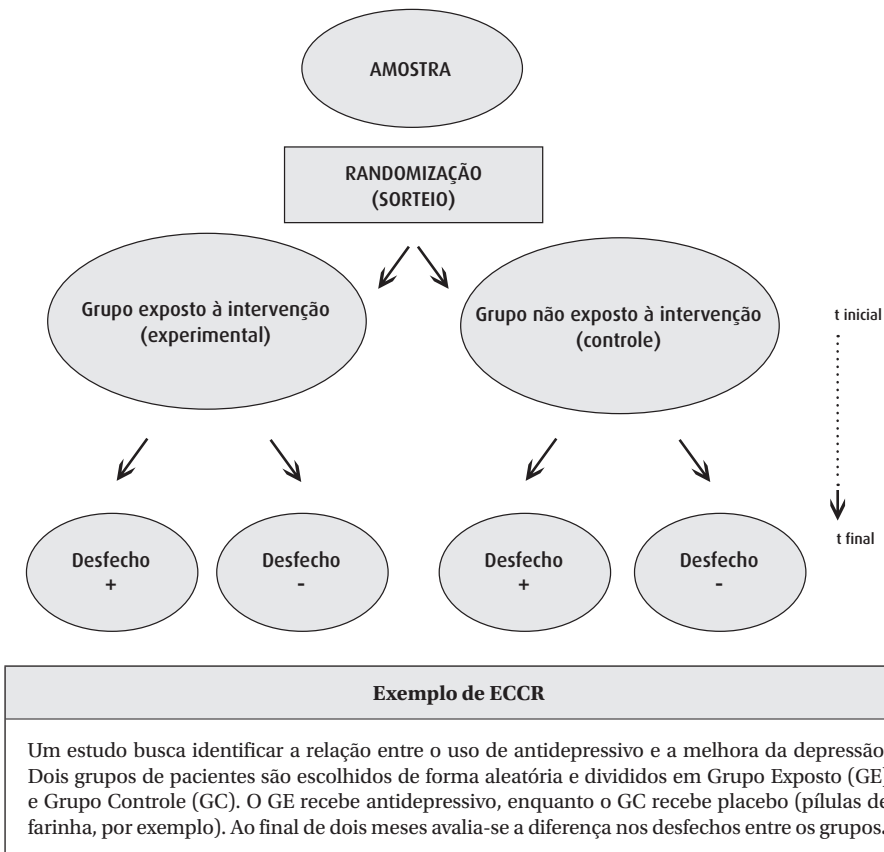 AMOSTRA
RANDOMIZAÇÃO
(SORTEIO)
Grupo exposto à intervenção
(experimental)
Grupo não exposto à intervenção
(controle)
t inicial
t final
Desfecho
+
Desfecho
-
Desfecho
+
Desfecho
-
Exemplo de ECCR
Um estudo busca identificar a relação entre o uso de antidepressivo e a melhora da depressão
Dois grupos de pacientes são escolhidos de forma aleatória e divididos em Grupo Exposto (GE)
e Grupo Controle (GC). O GE recebe antidepressivo, enquanto o GC recebe placebo (pílulas de
farinha, por exemplo). Ao final de dois meses avalia-se a diferença nos desfechos entre os grupos.